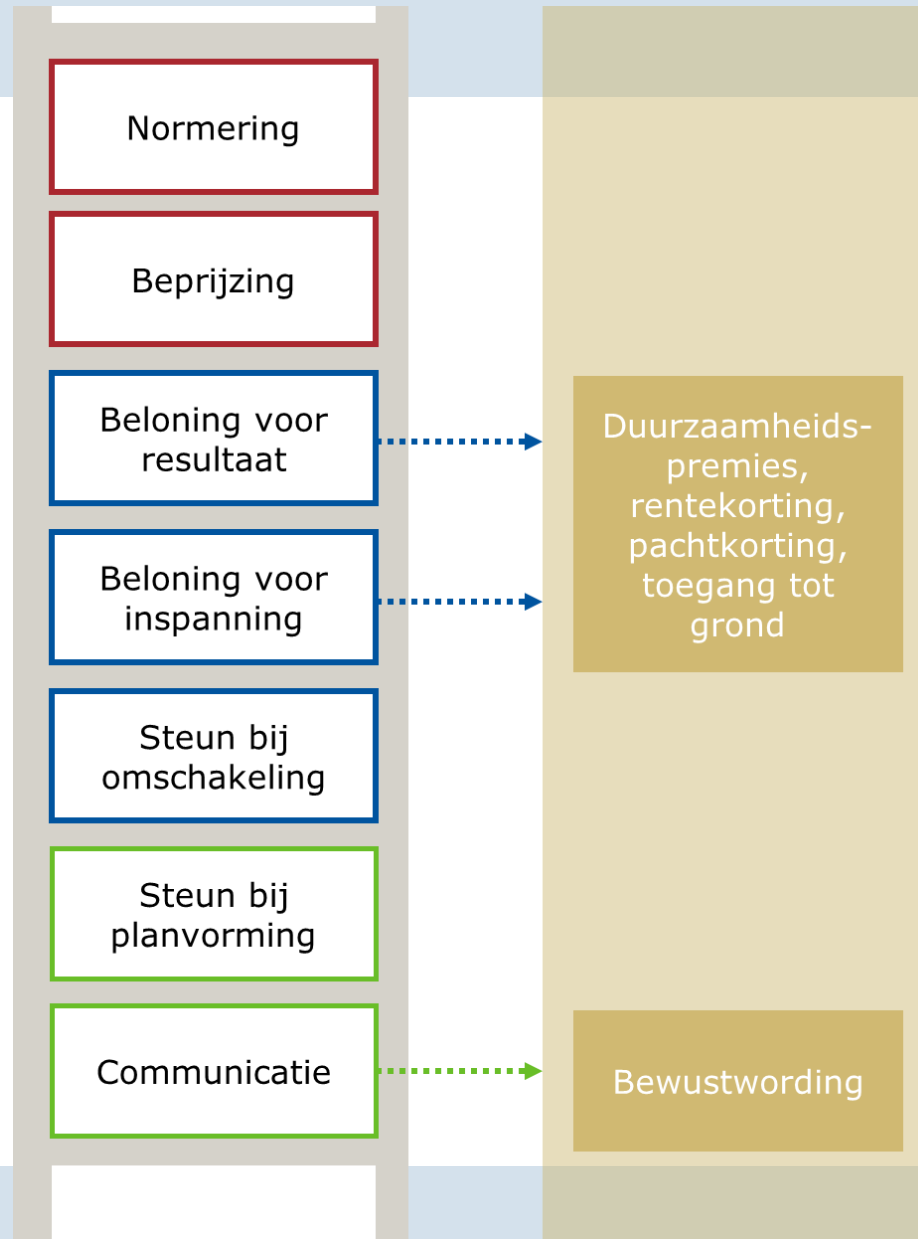 Normering
Beprijzing
Beloning voor
resultaat
Beloning voor
inspanning
Steun bij
omschakeling
Steun bij
planvorming
Communicatie
Duurzaamheids-
premies,
rentekorting,
pachtkorting,
toegang tot
grond
Bewustwording